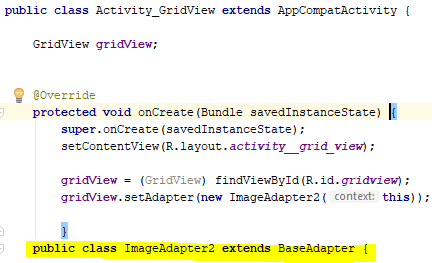 public class Activity_GridView extends AppCompatActivity {
GridView gridView;
@Override
protected void onCreate(Bundle savedInstanceState) {
super.onCreate(savedInstanceState);
setContentView(R.layout.activity__grid_view);
gridView = (GridView) findViewById(R.id.gridview);
gridView.setAdapter(new ImageAdapter2( context: this));
}
public class ImageAdapter2 extends BaseAdapter {